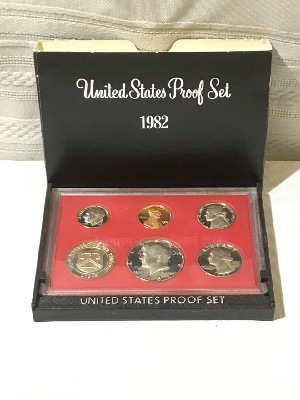 United States Proof Set
1982
UNITED STATES PROOF SET